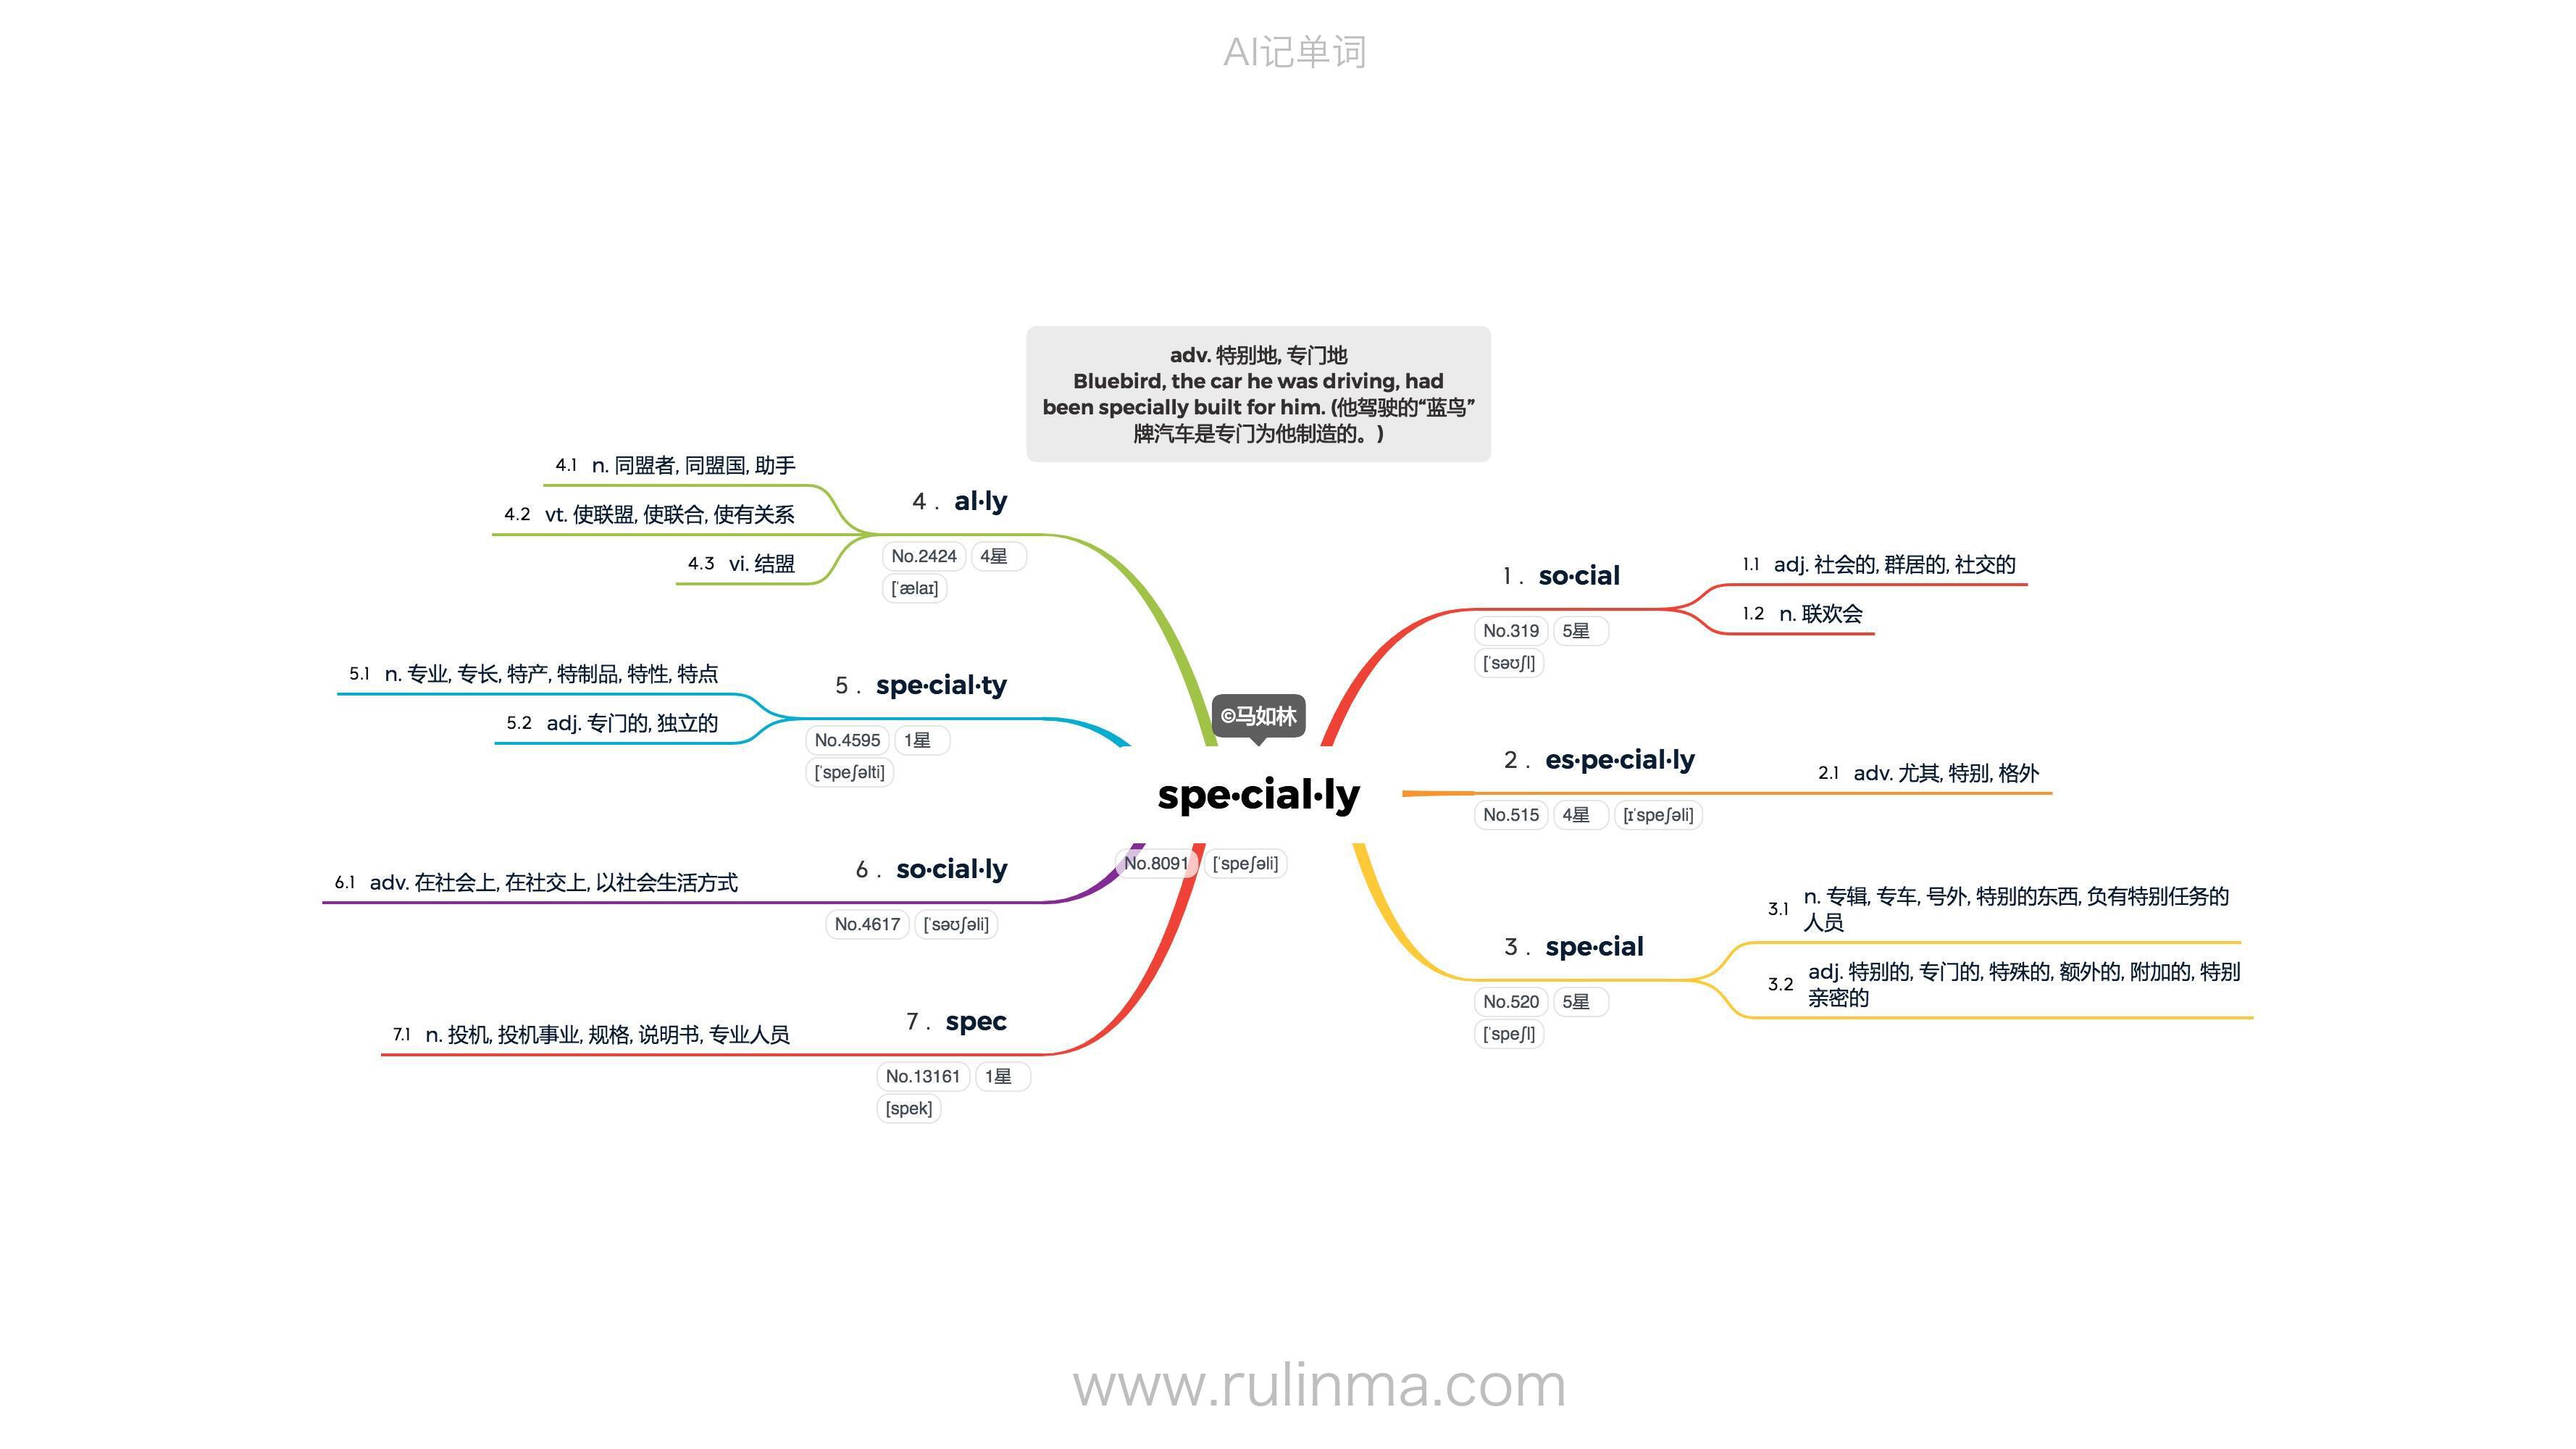 AI记单词
adv. 特别地, 专门地
Bluebird, the car he was driving, had
been specially built for him. (他驾驶的“蓝鸟”
牌汽车是专门为他制造的。)
©马如林
spe·cial·ly
No.8091 [ˈspeʃəli]
1. so·cial
No.319 5星
[ˈsəʊʃl]
1.1 adj. 社会的, 群居的, 社交的
1.2 n. 联欢会
2. es·pe·cial·ly
No.515 4星 [ɪˈspeʃəli]
2.1 adv. 尤其, 特别, 格外
3. spe·cial
No.520 5星
[ˈspeʃl]
3.1 n. 专辑, 专车, 号外, 特别的东西, 负有特别任务的
人员
3.2 adj. 特别的, 专门的, 特殊的, 额外的, 附加的, 特别
亲密的
4. al·ly
No.2424 4星
[ˈælaɪ]
4.1 n. 同盟者, 同盟国, 助手
4.2 vt. 使联盟, 使联合, 使有关系
4.3 vi. 结盟
5. spe·cial·ty
No.4595 1星
[ˈspeʃəlti]
5.1 n. 专业, 专长, 特产, 特制品, 特性, 特点
5.2 adj. 专门的, 独立的
6. so·cial·ly
No.4617 [ˈsəʊʃəli]
6.1 adv. 在社会上, 在社交上, 以社会生活方式
7. spec
No.13161 1星
[spek]
7.1 n. 投机, 投机事业, 规格, 说明书, 专业人员
www.rulinma.com